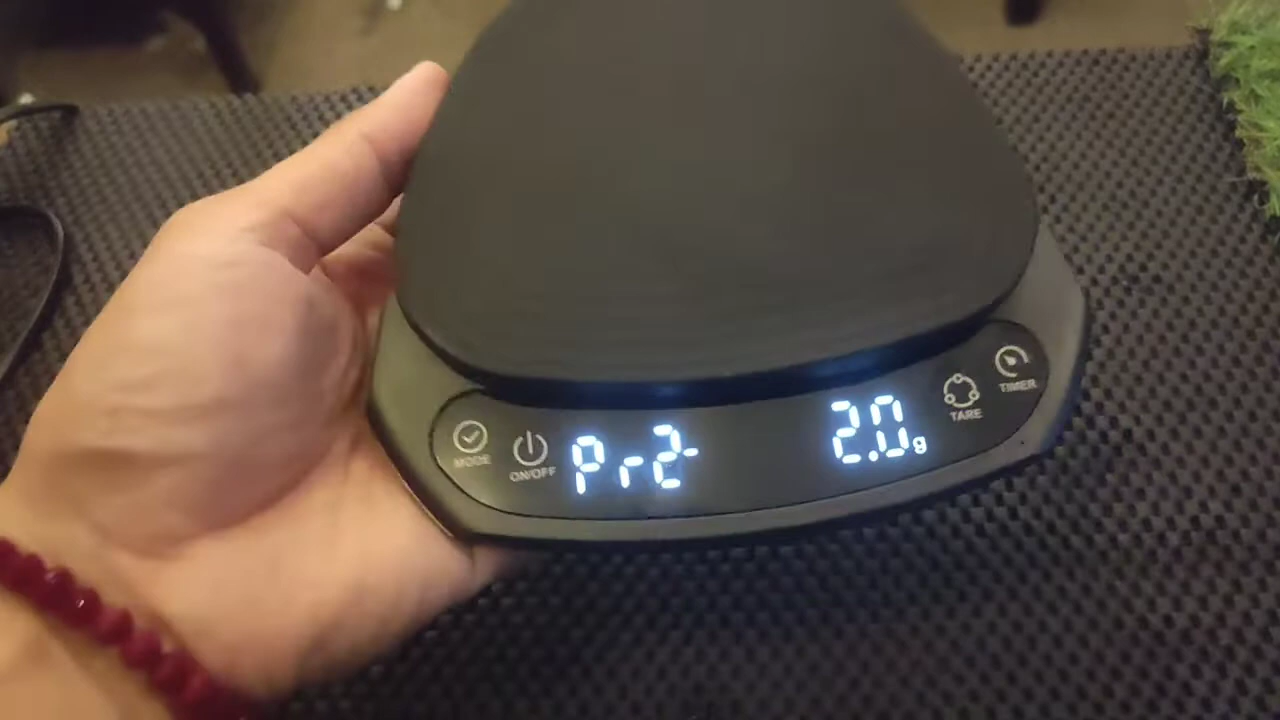 MODE
ON/OFF
Pr2-
2.0g
TARE
TIMER